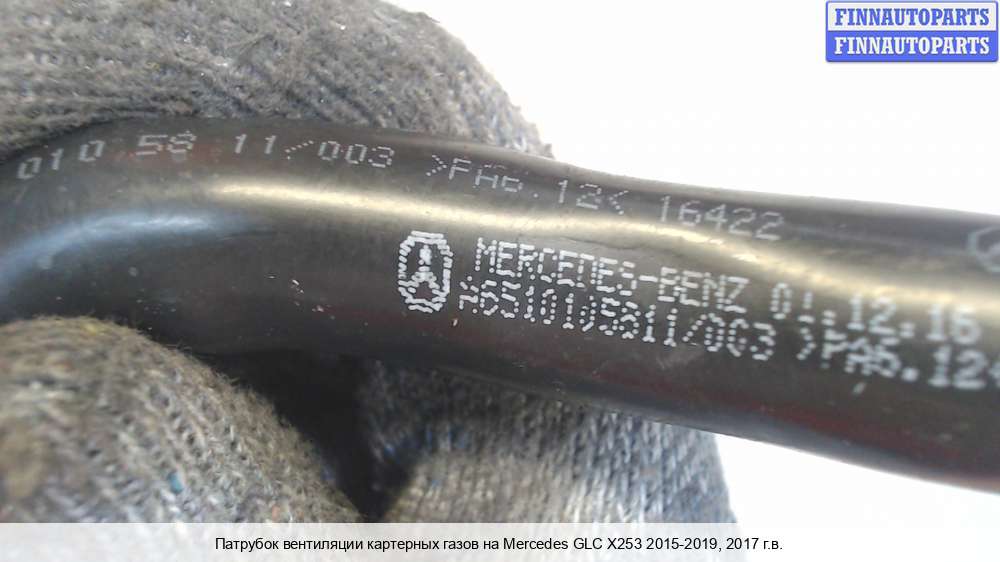 FINNAUTOPARTS
FINNAUTOPARTS
010 58 11/003 >PA6.12< 16422
MERCEDES-BENZ 01.12.16
A6510105811/003 >PA6.12<
Патрубок вентиляции картерных газов на Mercedes GLC X253 2015-2019, 2017 г.в.